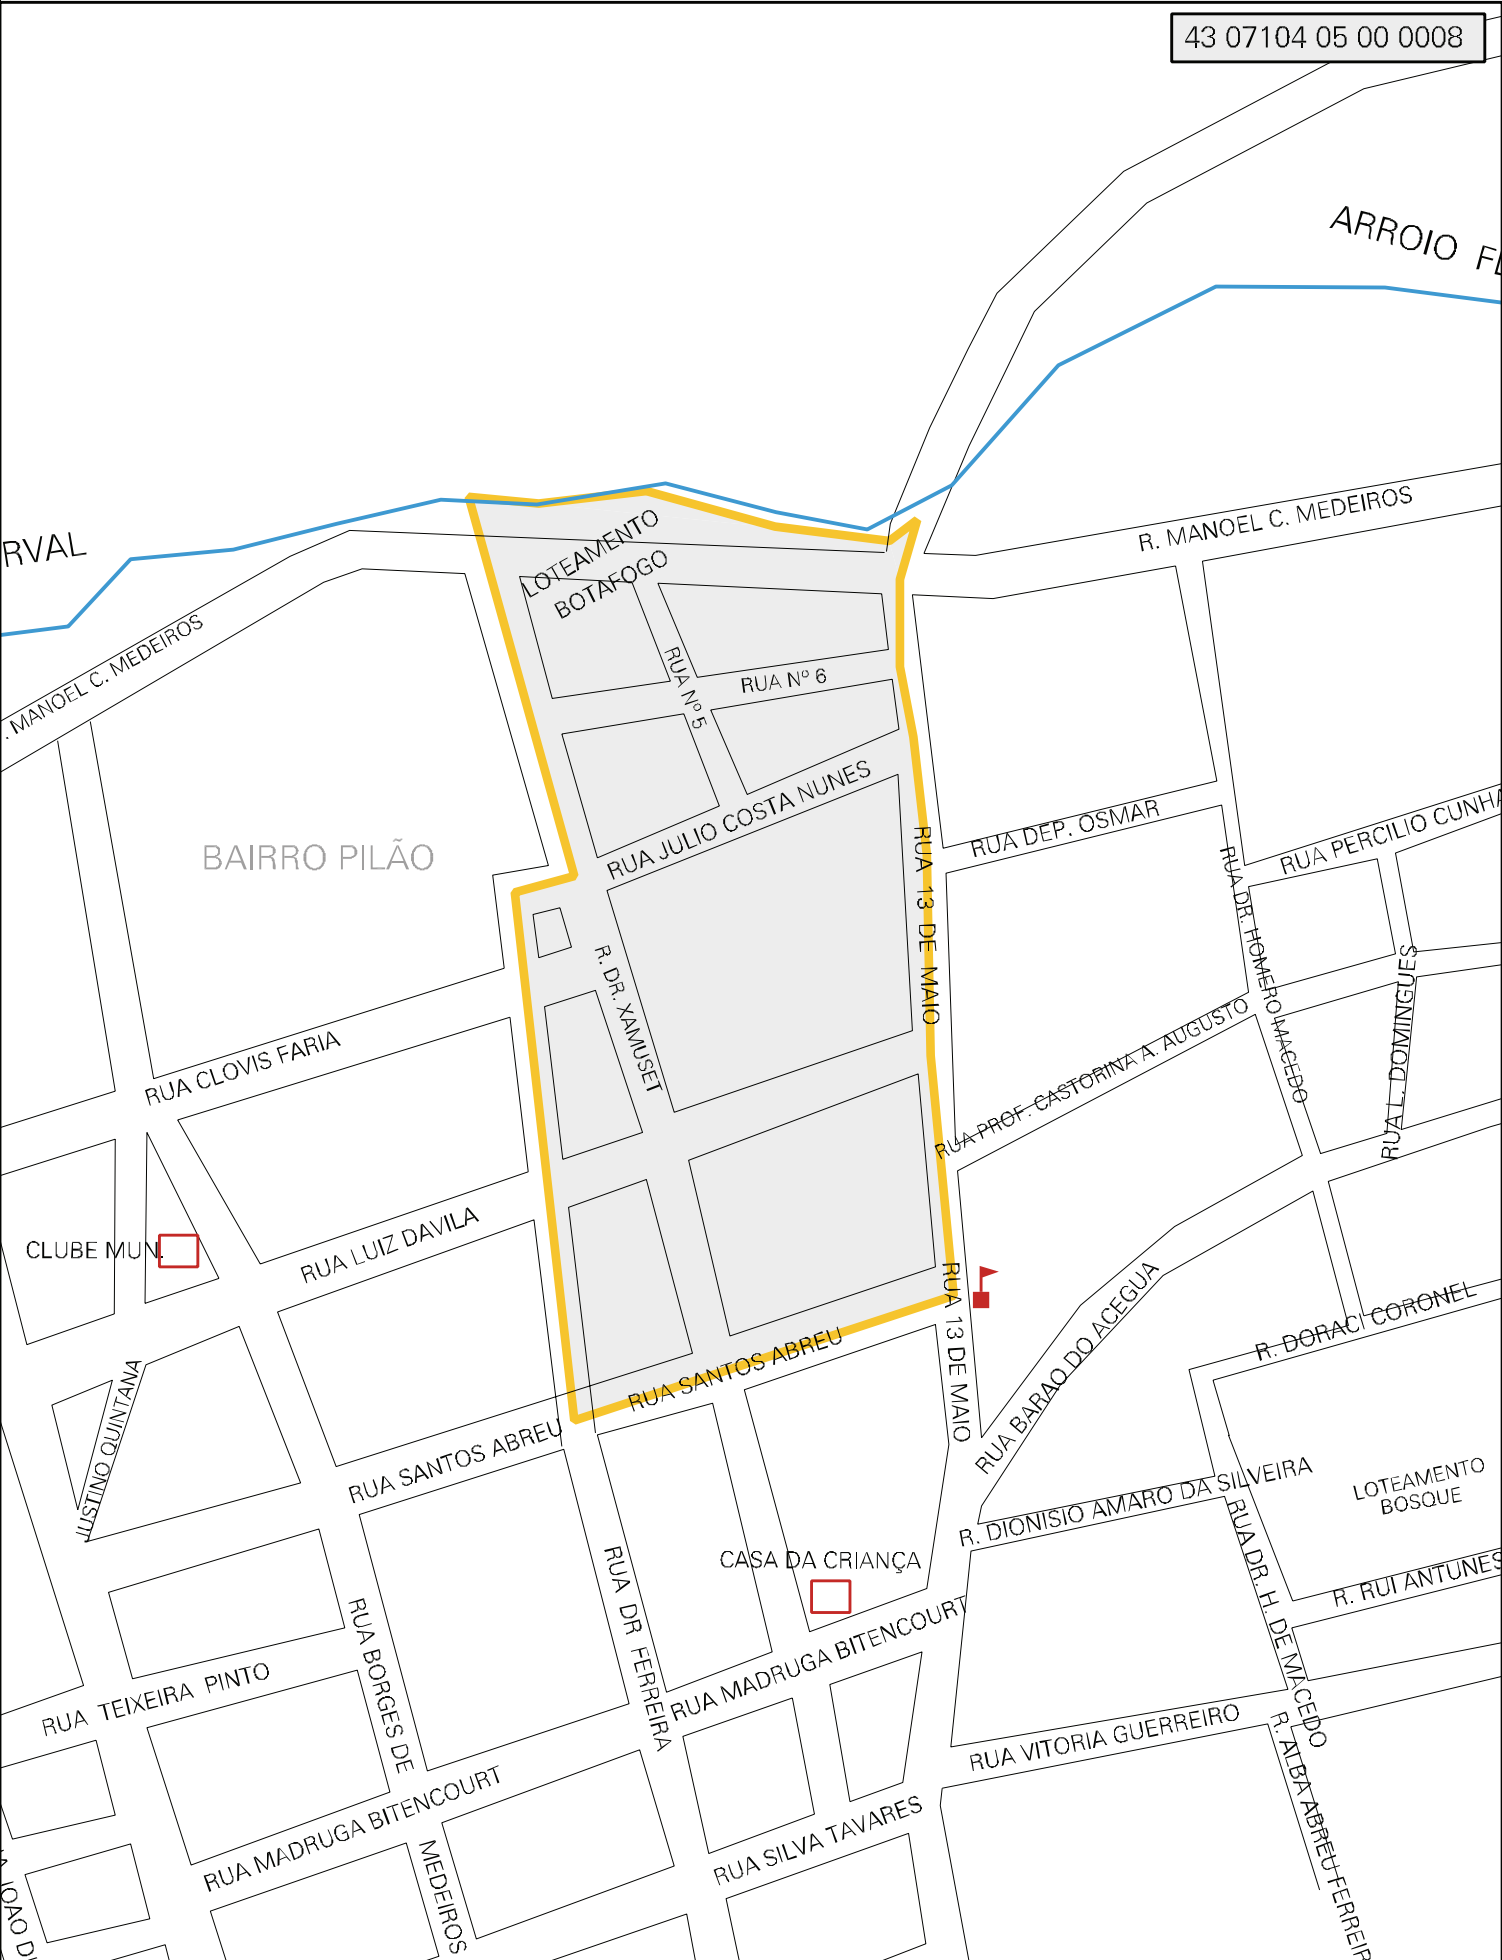 43 07104 05 00 0008
ARROIO
RVAL
R. MANOEL C. MEDEIROS
LOTEAMENTO
BOTAFOGO
. MANOEL C. MEDEIROS
RUA Nº 5
RUA Nº 6
RUA JULIO COSTA NUNES
RUA DEP. OSMAR
RUA PERCILIO CUNHA
BAIRRO PILÃO
RUA 13 DE MAIO
RUA DR. HOMERO MACEDO
R. DR. XAMUSET
RUA L. DOMINGUES
RUA CLOVIS FARIA
RUA PROF. CASTORINA A. AUGUSTO
CLUBE MUN.
RUA LUIZ DAVILA
RUA 13 DE MAIO
RUA BARAO DO ACEGUA
R. DORACI CORONEL
JUSTINO QUINTANA
RUA SANTOS ABREU
RUA SANTOS ABREU
R. DIONISIO AMARO DA SILVEIRA
LOTEAMENTO
BOSQUE
CASA DA CRIANÇA
RUA DR FERREIRA
RUA DR. H. DE MACEDO
R. RUI ANTUNES
RUA BORGES DE
MEDEIROS
RUA TEIXEIRA PINTO
RUA MADRUGA BITENCOURT
RUA MADRUGA BITENCOURT
RUA VITORIA GUERREIRO
R. ALBA ABREU FERREIR
RUA SILVA TAVARES
JOAO D